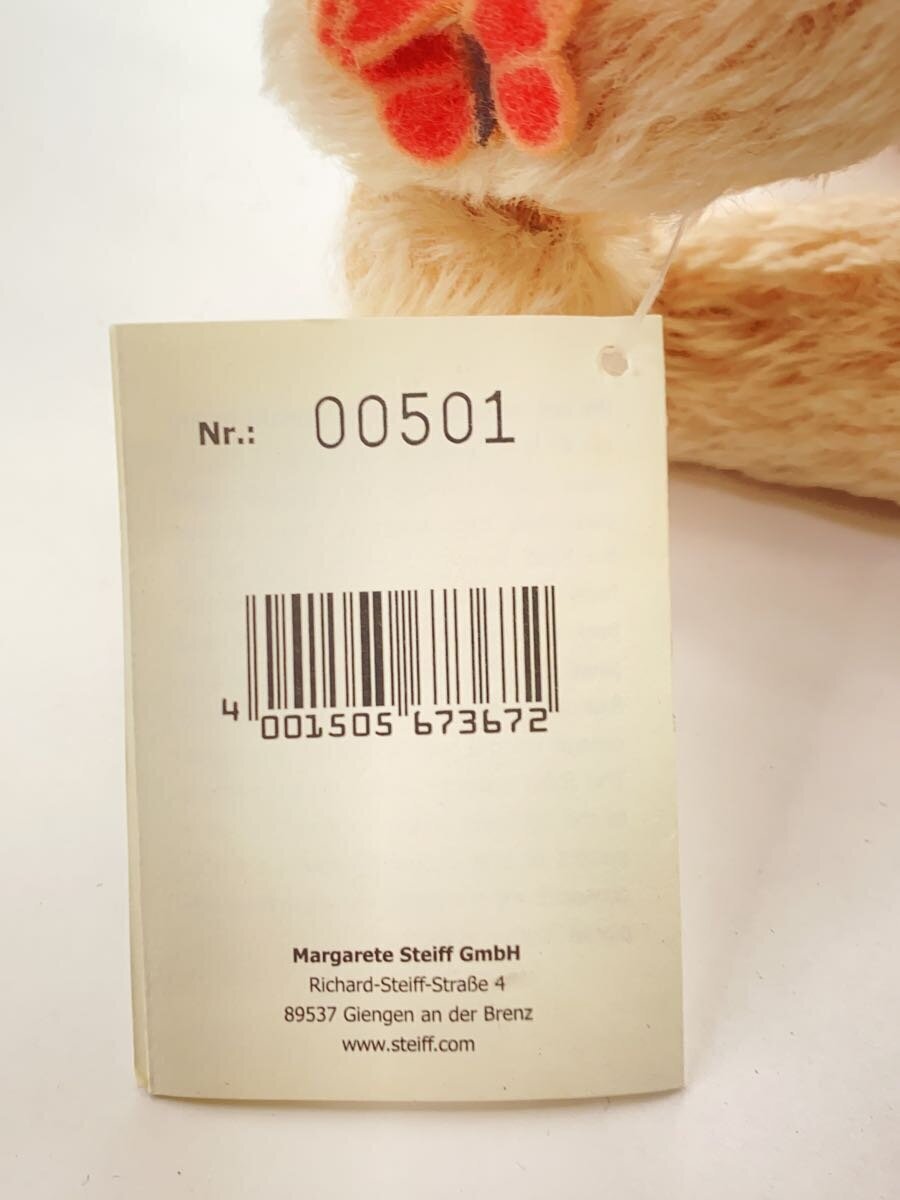 Nr.: 00501
4 001505 673672
Margarete Steiff GmbH
Richard-Steiff-Straße 4
89537 Giengen an der Brenz
www.steiff.com